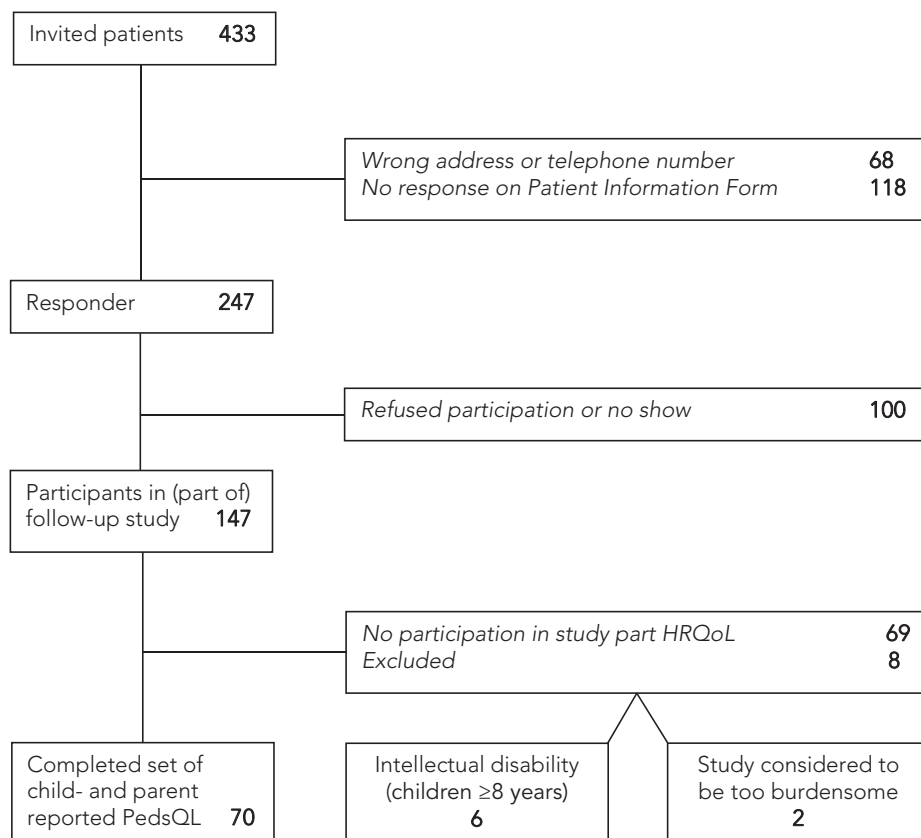 Invited patients 433
Wrong address or telephone number 68
No response on Patient Information Form 118
Responder 247
Refused participation or no show 100
Participants in (part of)
follow-up study 147
No participation in study part HRQoL 69
Excluded 8
Completed set of
child- and parent
reported PedsQL 70
Intellectual disability
(children ≥8 years)
6
Study considered to
be too burdensome
2